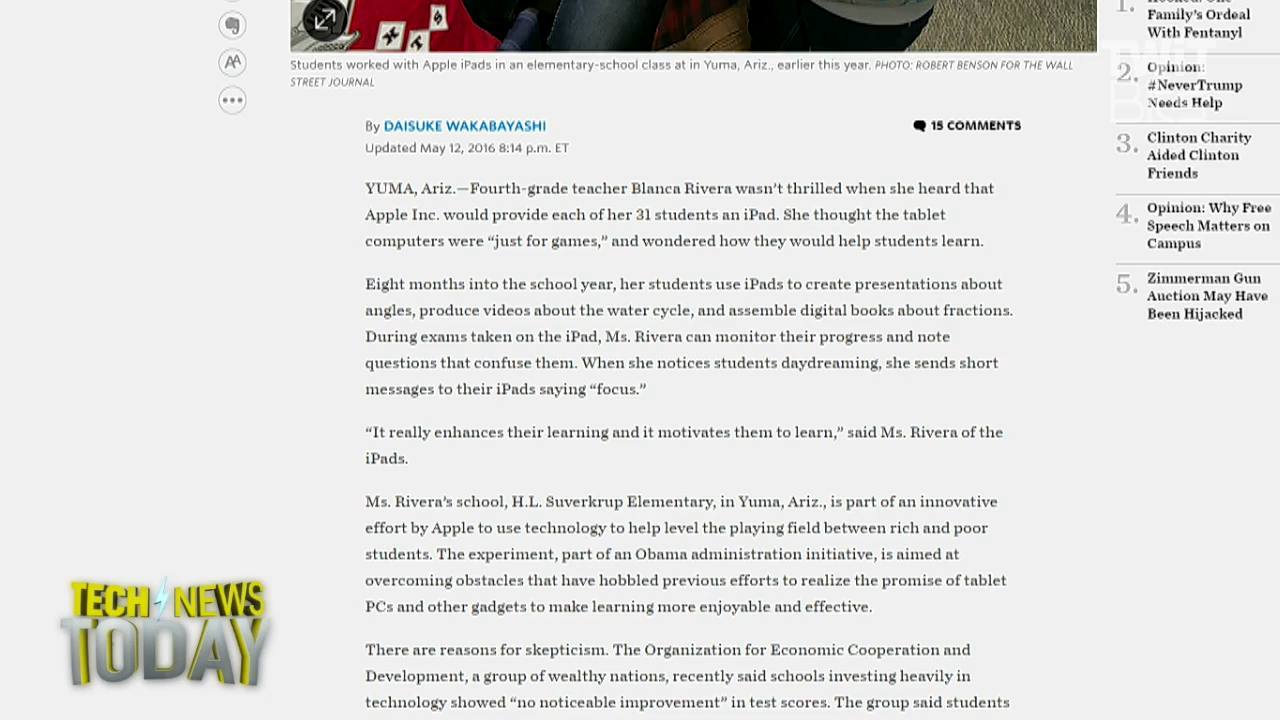 Students worked with Apple iPads in an elementary-school class at in Yuma, Ariz., earlier this year. PHOTO: ROBERT BENSON FOR THE WALL
STREET JOURNAL
AA
By DAISUKE WAKABAYASHI
15 COMMENTS
Updated May 12, 2016 8:14 p.m. ET
YUMA, Ariz.—Fourth-grade teacher Blanca Rivera wasn’t thrilled when she heard that
Apple Inc. would provide each of her 31 students an iPad. She thought the tablet
computers were “just for games,” and wondered how they would help students learn.
Eight months into the school year, her students use iPads to create presentations about
angles, produce videos about the water cycle, and assemble digital books about fractions.
During exams taken on the iPad, Ms. Rivera can monitor their progress and note
questions that confuse them. When she notices students daydreaming, she sends short
messages to their iPads saying “focus.”
“It really enhances their learning and it motivates them to learn,” said Ms. Rivera of the
iPads.
Ms. Rivera’s school, H.L. Suverkrup Elementary, in Yuma, Ariz., is part of an innovative
effort by Apple to use technology to help level the playing field between rich and poor
students. The experiment, part of an Obama administration initiative, is aimed at
overcoming obstacles that have hobbled previous efforts to realize the promise of tablet
PCs and other gadgets to make learning more enjoyable and effective.
There are reasons for skepticism. The Organization for Economic Cooperation and
Development, a group of wealthy nations, recently said schools investing heavily in
technology showed “no noticeable improvement” in test scores. The group said students
1.
Family’s Ordeal
With Fentanyl
2. Opinion:
#NeverTrump
Needs Help
3. Clinton Charity
Aided Clinton
Friends
4. Opinion: Why Free
Speech Matters on
Campus
5. Zimmerman Gun
Auction May Have
Been Hijacked
TECH NEWS
TODAY